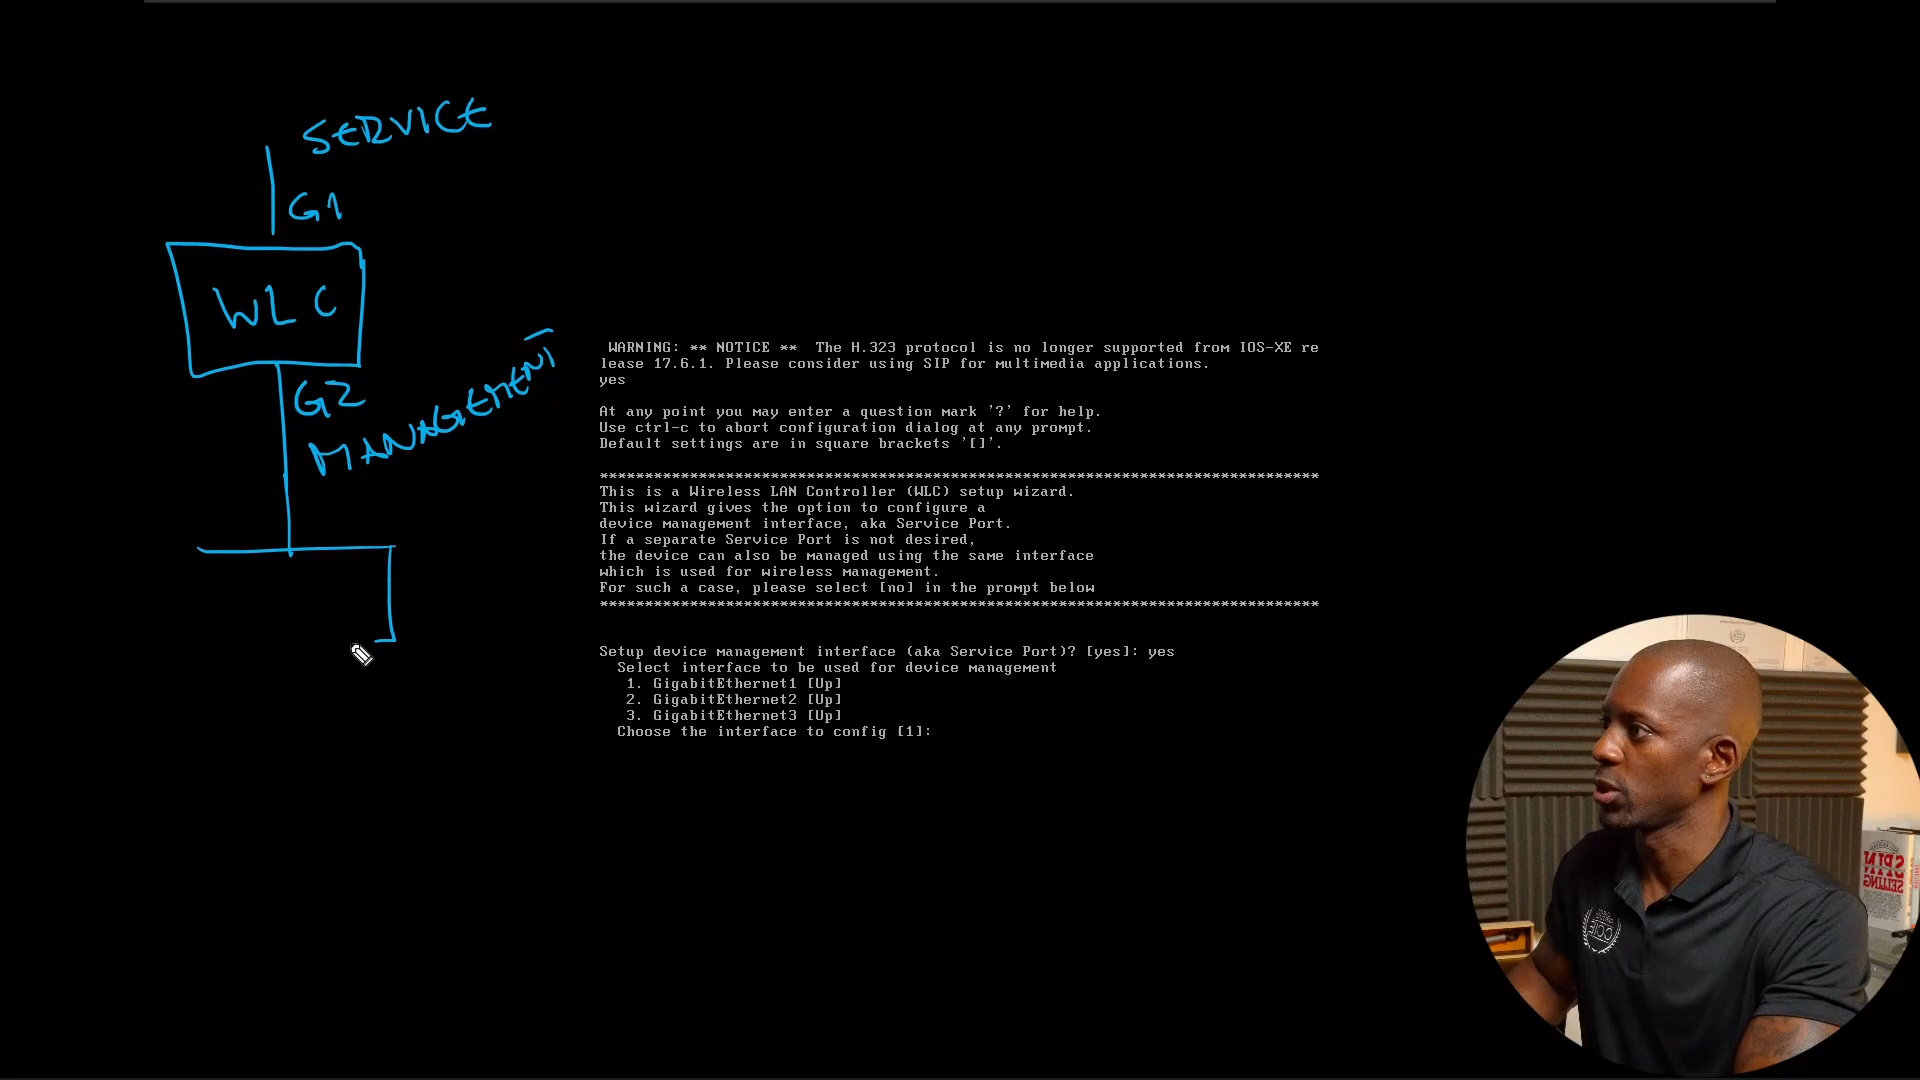 SERVICE
G1
WLC
G2
MANAGEMENT
WARNING: ** NOTICE **  The H.323 protocol is no longer supported from IOS-XE re
lease 17.6.1. Please consider using SIP for multimedia applications.
yes
At any point you may enter a question mark '?' for help.
Use ctrl-c to abort configuration dialog at any prompt.
Default settings are in square brackets '[]'.
********************************************************************************
This is a Wireless LAN Controller (WLC) setup wizard.
This wizard gives the option to configure a
device management interface, aka Service Port.
If a separate Service Port is not desired,
the device can also be managed using the same interface
which is used for wireless management.
For such a case, please select [no] in the prompt below
********************************************************************************
Setup device management interface (aka Service Port)? [yes]: yes
Select interface to be used for device management
1. GigabitEthernet1 [Up]
2. GigabitEthernet2 [Up]
3. GigabitEthernet3 [Up]
Choose the interface to config [1]:
CCIE
SPIN
SELLING